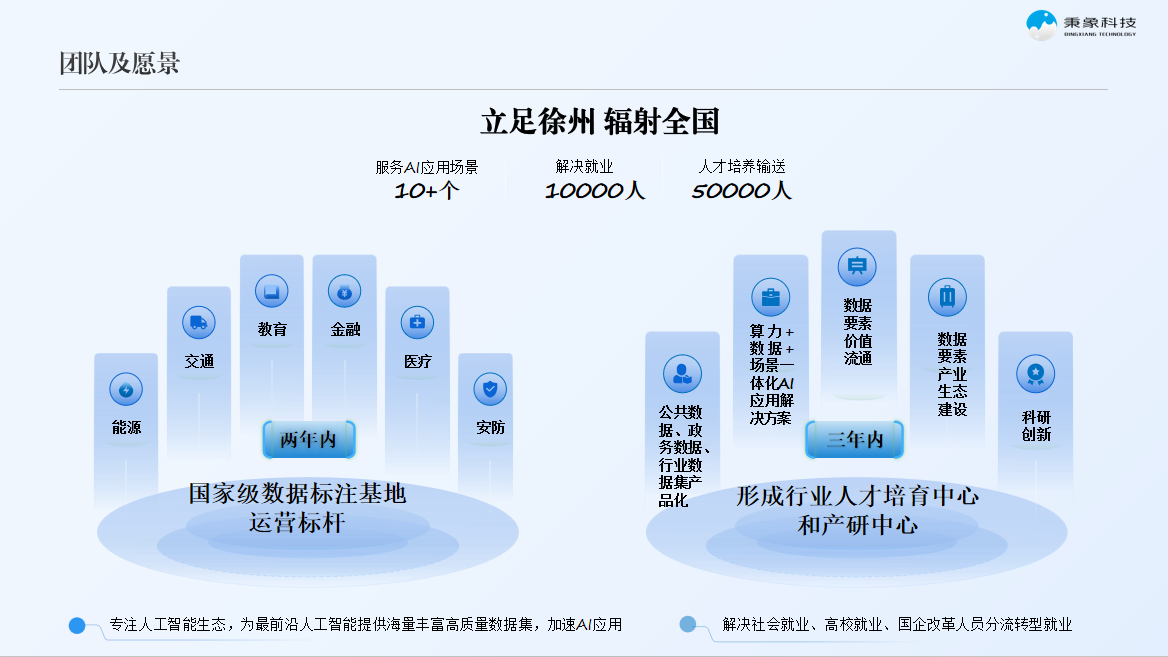 秉象科技
BINGXIANG TECHNOLOGY
团队及愿景
立足徐州 辐射全国
服务AI应用场景
10+个
解决就业
10000人
人才培养输送
50000人
能源
交通
教育
金融
医疗
安防
两年内
国家级数据标注基地
运营标杆
公共数
据、政
务数据、
行业数
据集产
品化
算力+
数据+
场景一
体化AI
应用解
决方案
数据
要素
价值
流通
数据
要素
产业
生态
建设
科研
创新
三年内
形成行业人才培育中心
和产研中心
专注人工智能生态，为最前沿人工智能提供海量丰富高质量数据集，加速AI应用
解决社会就业、高校就业、国企改革人员分流转型就业